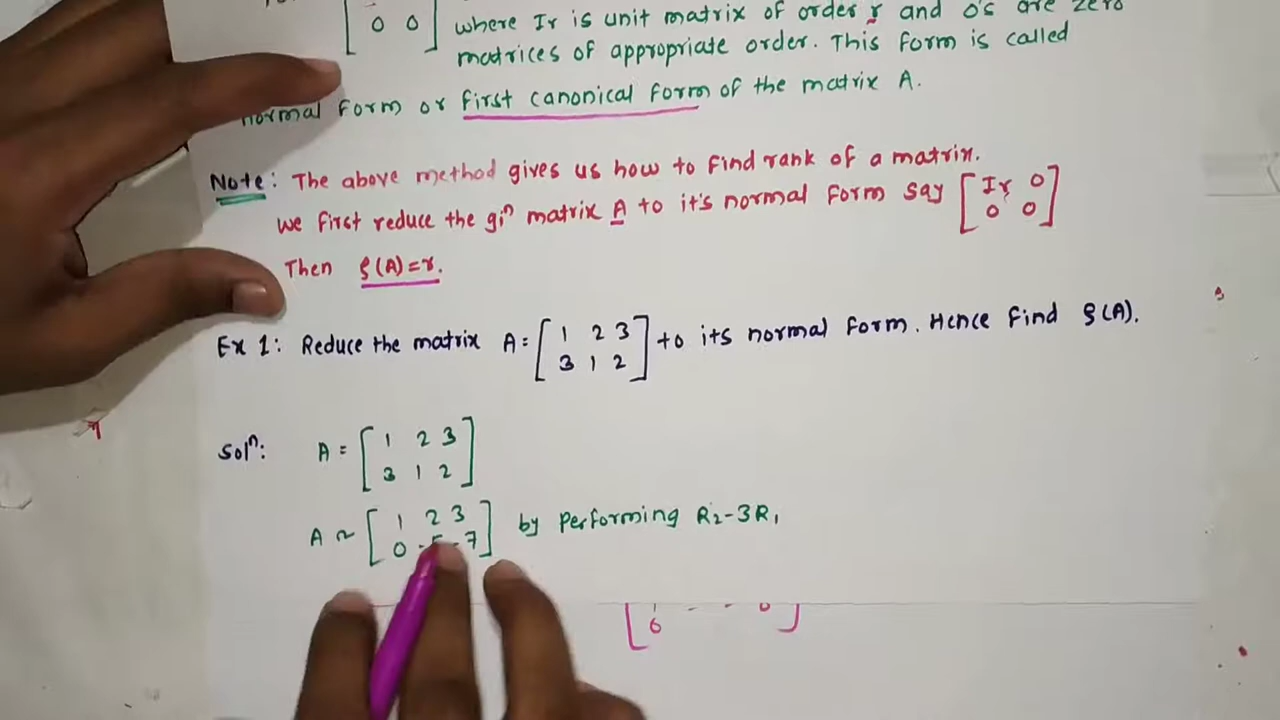 [0 0] where Ir is unit matrix of order r and 0's are zero
matrices of appropriate order. This form is called
normal form or first canonical form of the matrix A.
Note: The above method gives us how to find rank of a matrix.
we first reduce the giⁿ matrix A to it's normal form say [Ir 0
0 0]
Then ρ(A)=r.
Ex 1: Reduce the matrix A = [1 2 3
3 1 2] to its normal form. Hence find ρ(A).
Solⁿ: A = [1 2 3
3 1 2]
A ~ [1 2 3
0 -5 -7] by performing R2-3R1
6